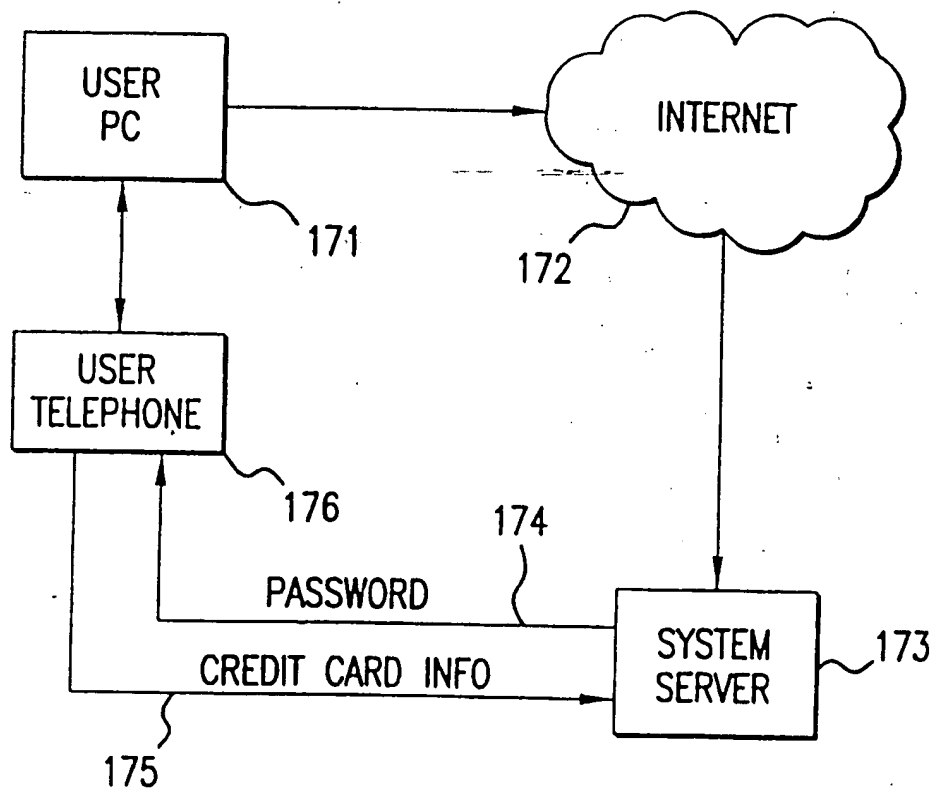 USER
PC
INTERNET
171
172
USER
TELEPHONE
176
174
PASSWORD
SYSTEM
SERVER
173
CREDIT CARD INFO
175